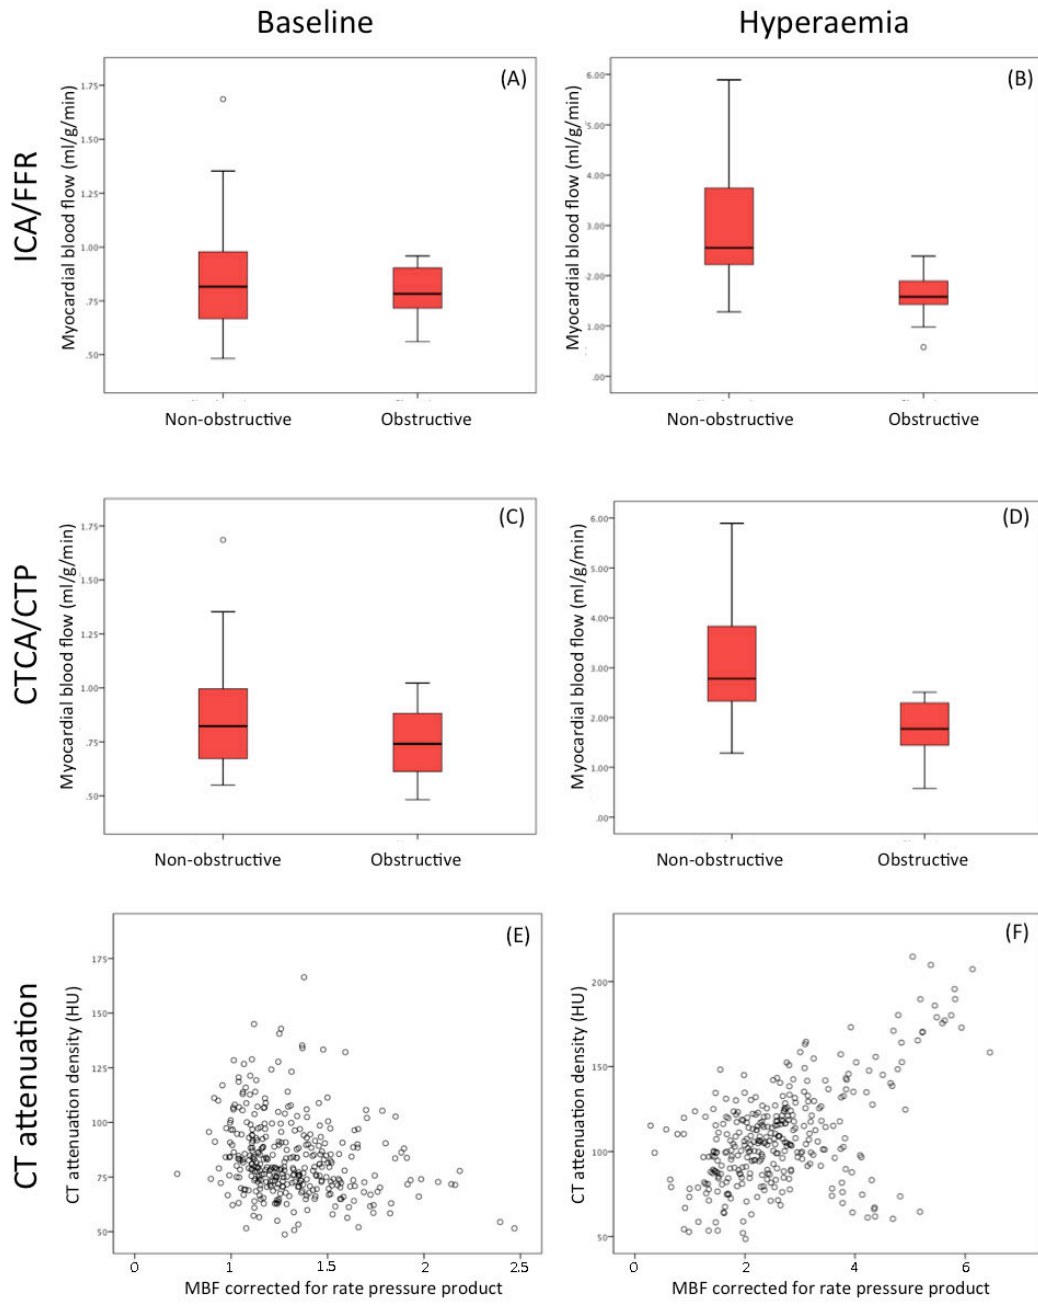 Baseline
Hyperaemia
ICA/FFR
Myocardial blood flow (ml/g/min)
(A)
1.75
1.50
1.25
1.00
.75
.50
Non-obstructive
Obstructive
Myocardial blood flow (ml/g/min)
(B)
6.00
5.00
4.00
3.00
2.00
1.00
.00
Non-obstructive
Obstructive
CTCA/CTP
Myocardial blood flow (ml/g/min)
(C)
1.75
1.50
1.25
1.00
.75
.50
Non-obstructive
Obstructive
Myocardial blood flow (ml/g/min)
(D)
6.00
5.00
4.00
3.00
2.00
1.00
.00
Non-obstructive
Obstructive
CT attenuation
CT attenuation density (HU)
(E)
175
150
125
100
75
50
0 1 1.5 2 2.5
MBF corrected for rate pressure product
CT attenuation density (HU)
(F)
200
150
100
50
0 2 4 6
MBF corrected for rate pressure product